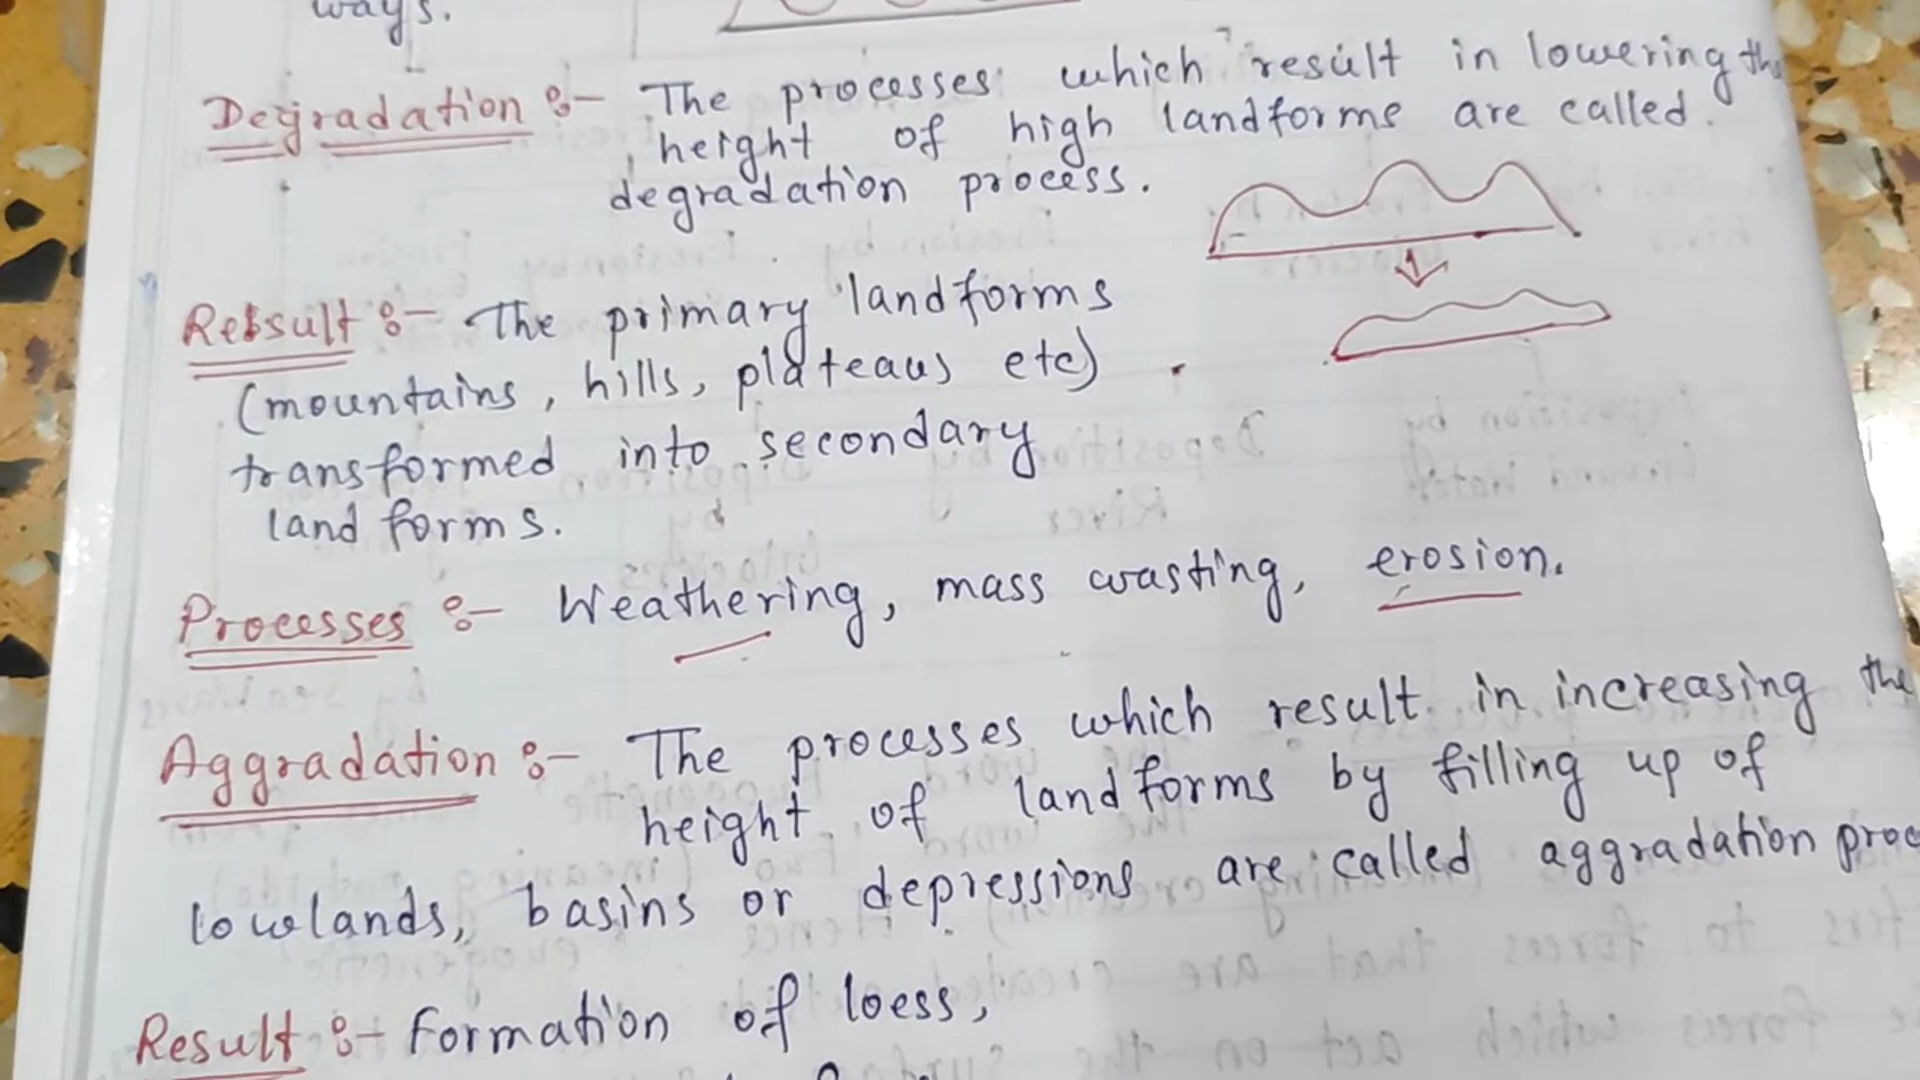 ways.
Degradation :- The processes which result in lowering the
height of high landforms are called
degradation process.
Result :- The primary landforms
(mountains, hills, plateaus etc)
transformed into secondary
land forms.
Processes :- Weathering, mass wasting, erosion.
Aggradation :- The processes which result in increasing the
height of landforms by filling up of
lowlands, basins or depressions are called aggradation proc
Result :- Formation of loess,